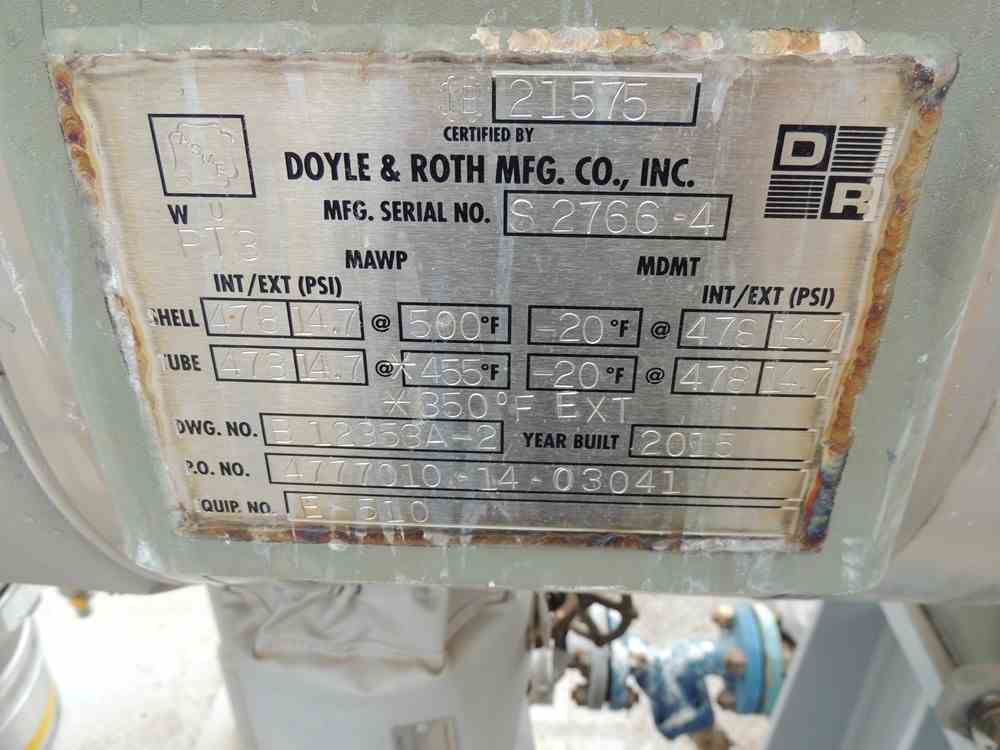 21575
CERTIFIED BY
DOYLE & ROTH MFG. CO., INC.
D R
W U
PT3
MFG. SERIAL NO. S 2766-4
MAWP MDMT
INT/EXT (PSI) INT/EXT (PSI)
SHELL 478 14.7 @ 500°F -20°F @ 478 14.7
TUBE 478 14.7 @ *455°F -20°F @ 478 14.7
*350°F EXT
DWG. NO. E 12353A-2 YEAR BUILT 2015
P.O. NO. 4777010-14-03041
EQUIP. NO. E-510